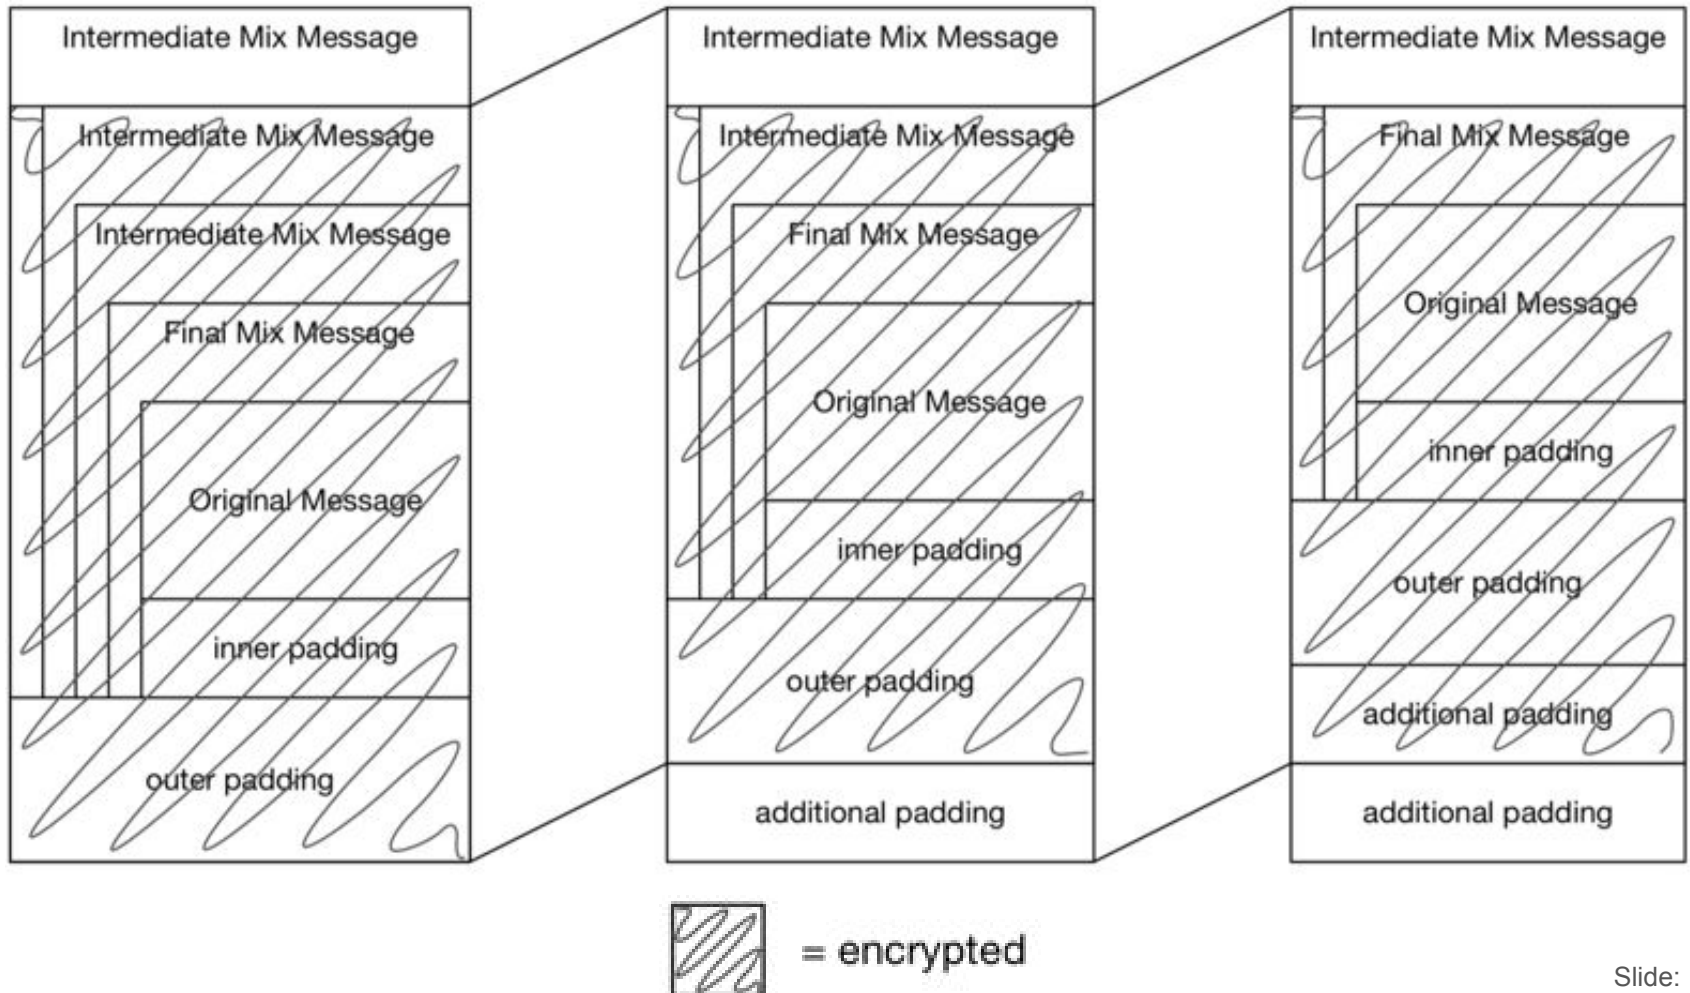 Intermediate Mix Message
Intermediate Mix Message
Intermediate Mix Message
Final Mix Message
Original Message
inner padding
outer padding
Intermediate Mix Message
Intermediate Mix Message
Final Mix Message
Original Message
inner padding
outer padding
additional padding
Intermediate Mix Message
Final Mix Message
Original Message
inner padding
outer padding
additional padding
additional padding
= encrypted
Slide: